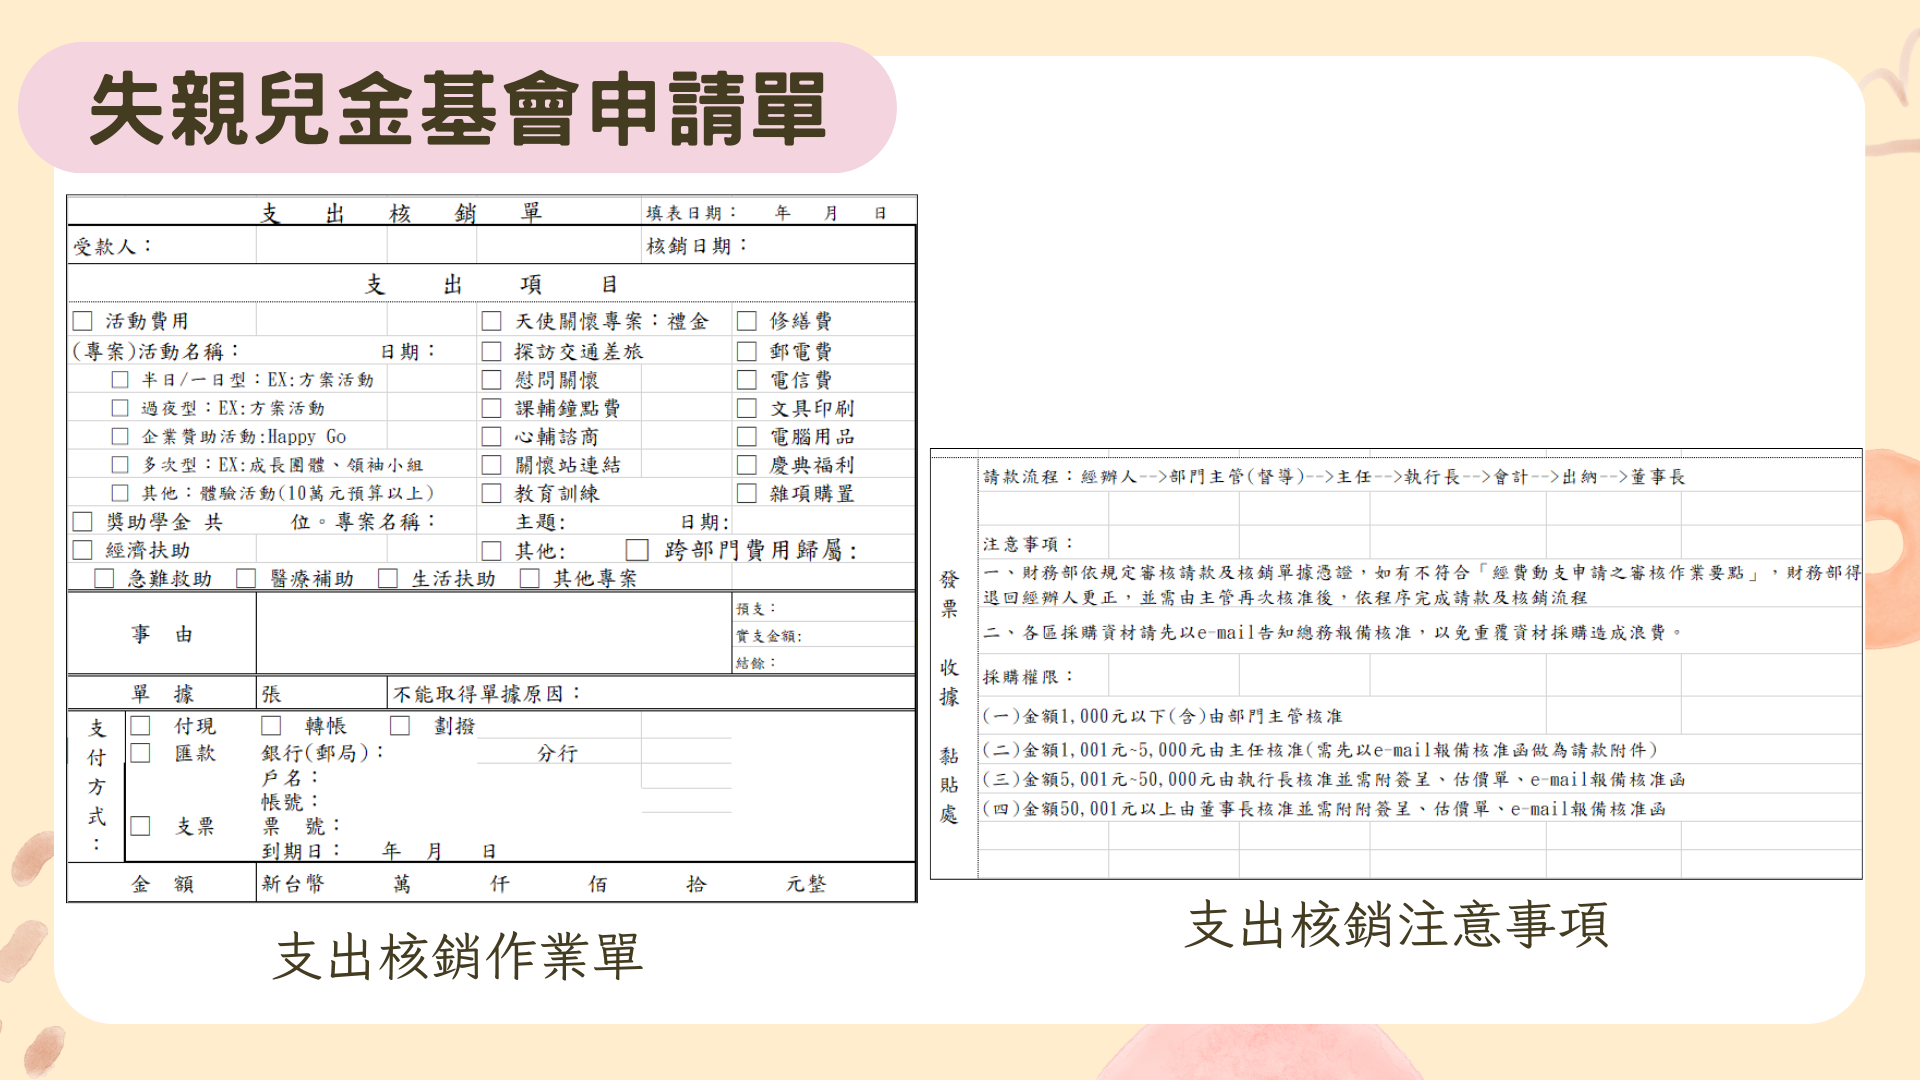 失親兒金基會申請單
支 出 核 銷 單 填表日期： 年 月 日
受款人： 核銷日期：
支 出 項 目
□ 活動費用 □ 天使關懷專案：禮金 □ 修繕費
(專案)活動名稱： 日期： □ 探訪交通差旅 □ 郵電費
□ 半日/一日型：EX:方案活動 □ 慰問關懷 □ 電信費
□ 過夜型：EX:方案活動 □ 課輔鐘點費 □ 文具印刷
□ 企業贊助活動:Happy Go □ 心輔諮商 □ 電腦用品
□ 多次型：EX:成長團體、領袖小組 □ 關懷站連結 □ 慶典福利
□ 其他：體驗活動(10萬元預算以上) □ 教育訓練 □ 雜項購置
□ 獎助學金 共 位。專案名稱： 主題: 日期:
□ 經濟扶助 □ 其他: □ 跨部門費用歸屬:
□ 急難救助 □ 醫療補助 □ 生活扶助 □ 其他專案
事 由
預支：
實支金額:
結餘：
單 據 張 不能取得單據原因：
支付方式：
□ 付現 □ 轉帳 □ 劃撥
□ 匯款 銀行(郵局)： 分行
戶名：
帳號：
□ 支票 票 號：
到期日： 年 月 日
金 額 新台幣 萬 仟 佰 拾 元整
支出核銷作業單
發票 收據 黏貼處
請款流程：經辦人-->部門主管(督導)-->主任-->執行長-->會計-->出納-->董事長
注意事項：
一、財務部依規定審核請款及核銷單據憑證，如有不符合「經費動支申請之審核作業要點」，財務部得
退回經辦人更正，並需由主管再次核准後，依程序完成請款及核銷流程
二、各區採購資材請先以e-mail告知總務報備核准，以免重覆資材採購造成浪費。
採購權限：
(一)金額1,000元以下(含)由部門主管核准
(二)金額1,001元~5,000元由主任核准(需先以e-mail報備核准函做為請款附件)
(三)金額5,001元~50,000元由執行長核准並需附簽呈、估價單、e-mail報備核准函
(四)金額50,001元以上由董事長核准並需附附簽呈、估價單、e-mail報備核准函
支出核銷注意事項